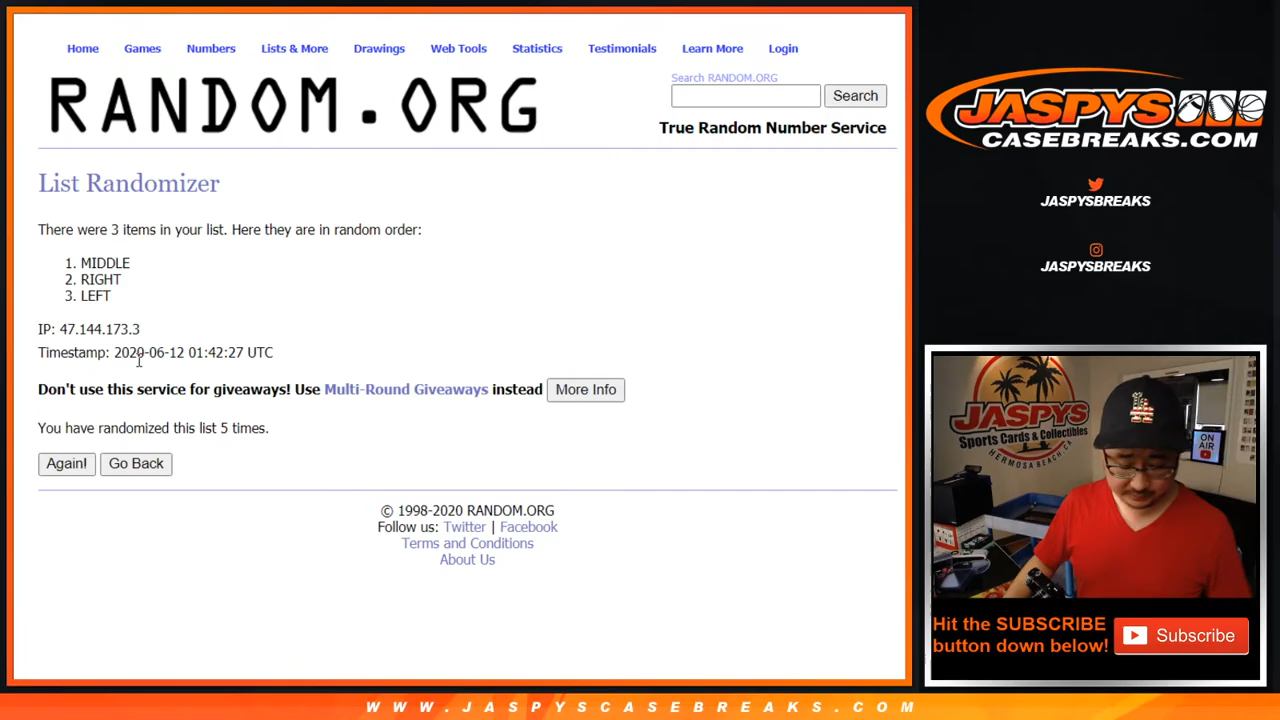 Home Games Numbers Lists & More Drawings Web Tools Statistics Testimonials Learn More Login
RANDOM.ORG
Search RANDOM.ORG
Search
True Random Number Service
List Randomizer
There were 3 items in your list. Here they are in random order:
1. MIDDLE
2. RIGHT
3. LEFT
IP: 47.144.173.3
Timestamp: 2020-06-12 01:42:27 UTC
Don't use this service for giveaways! Use Multi-Round Giveaways instead More Info
You have randomized this list 5 times.
Again! Go Back
© 1998-2020 RANDOM.ORG
Follow us: Twitter | Facebook
Terms and Conditions
About Us
JASPYS
CASEBREAKS.COM
JASPYSBREAKS
JASPYSBREAKS
JASPYS
Sports Cards & Collectibles
HERMOSA BEACH, CA
ON
AIR
LA
Hit the SUBSCRIBE
button down below!
Subscribe
WWW.JASPYSCASEBREAKS.COM